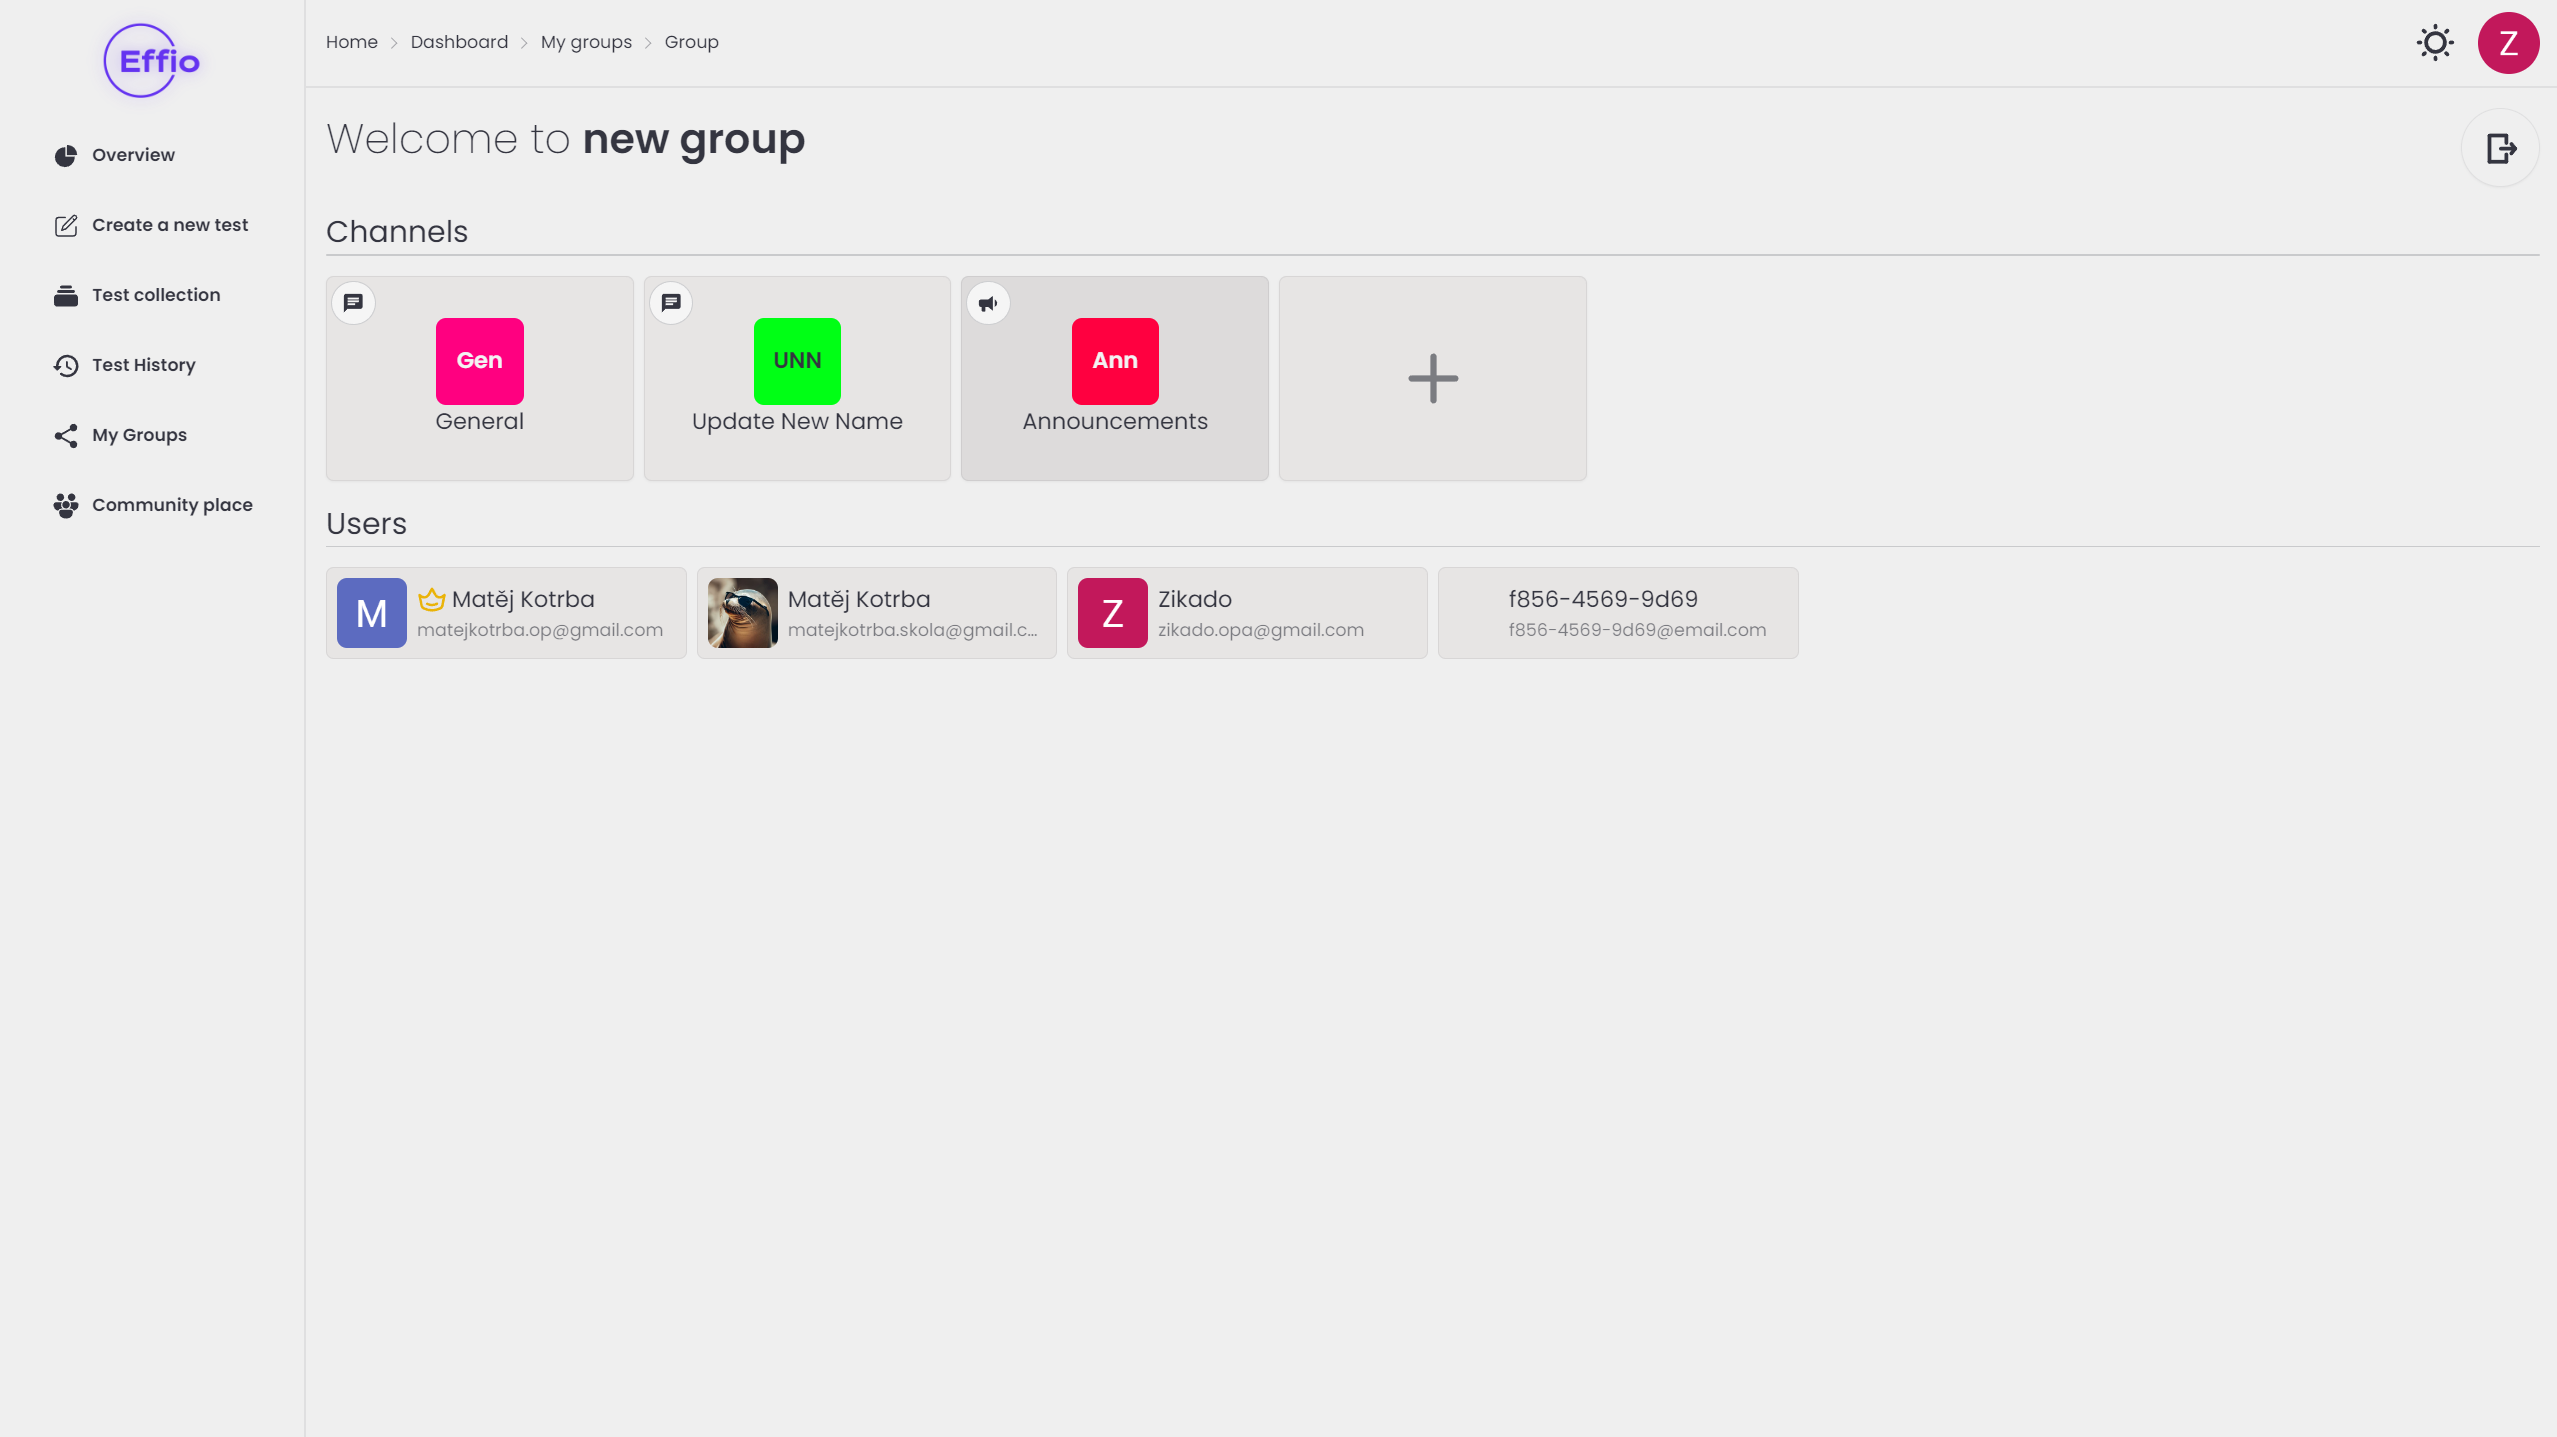 Effio
Overview
Create a new test
Test collection
Test History
My Groups
Community place
Home > Dashboard > My groups > Group
Z
Welcome to new group
Channels
Gen
General
UNN
Update New Name
Ann
Announcements
Users
M
Matěj Kotrba
matejkotrba.op@gmail.com
Matěj Kotrba
matejkotrba.skola@gmail.c...
Z
Zikado
zikado.opa@gmail.com
f856-4569-9d69
f856-4569-9d69@email.com